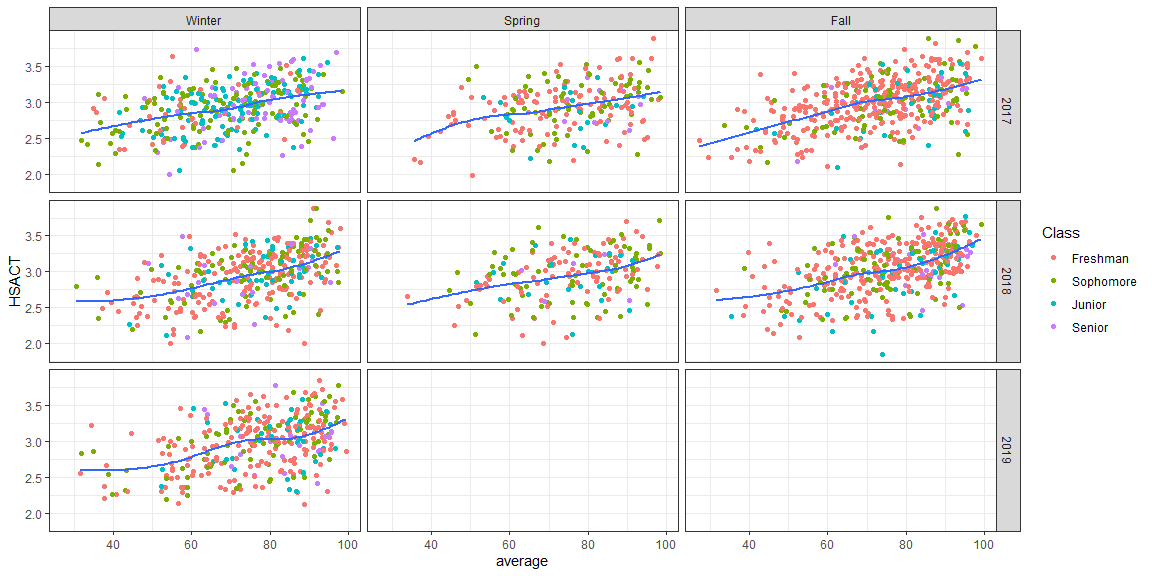 Winter Spring Fall
3.5
3.0
2.5
2.0
2017
3.5
3.0
2.5
2.0
2018
3.5
3.0
2.5
2.0
2019
HSACT
40 60 80 100 40 60 80 100 40 60 80 100
average
Class
Freshman
Sophomore
Junior
Senior